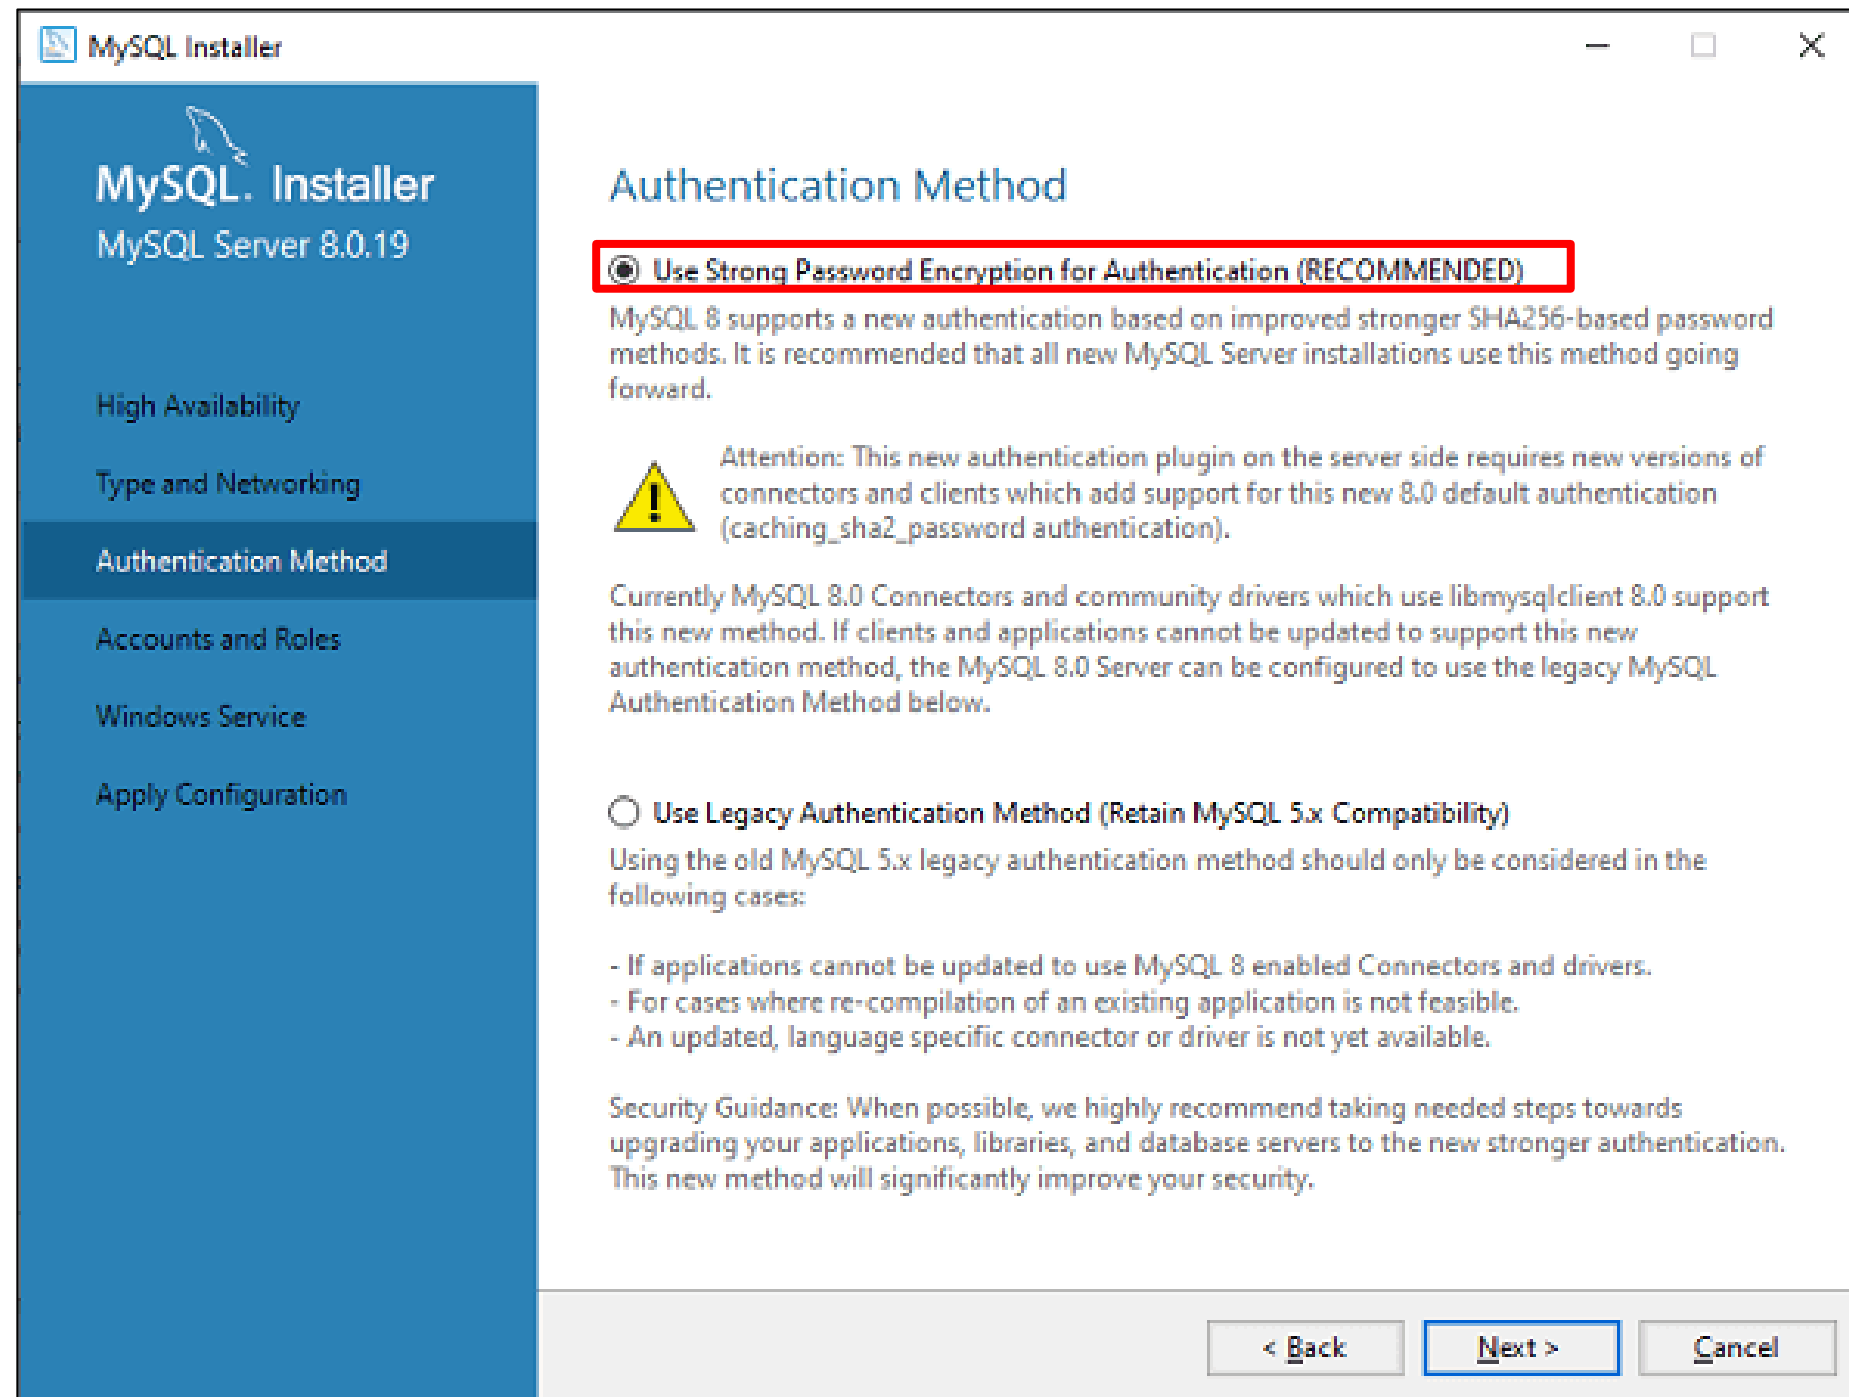 MySQL Installer
MySQL. Installer
MySQL Server 8.0.19
High Availability
Type and Networking
Authentication Method
Accounts and Roles
Windows Service
Apply Configuration
Authentication Method
Use Strong Password Encryption for Authentication (RECOMMENDED)
MySQL 8 supports a new authentication based on improved stronger SHA256-based password
methods. It is recommended that all new MySQL Server installations use this method going
forward.
Attention: This new authentication plugin on the server side requires new versions of
connectors and clients which add support for this new 8.0 default authentication
(caching_sha2_password authentication).
Currently MySQL 8.0 Connectors and community drivers which use libmysqlclient 8.0 support
this new method. If clients and applications cannot be updated to support this new
authentication method, the MySQL 8.0 Server can be configured to use the legacy MySQL
Authentication Method below.
Use Legacy Authentication Method (Retain MySQL 5.x Compatibility)
Using the old MySQL 5.x legacy authentication method should only be considered in the
following cases:
- If applications cannot be updated to use MySQL 8 enabled Connectors and drivers.
- For cases where re-compilation of an existing application is not feasible.
- An updated, language specific connector or driver is not yet available.
Security Guidance: When possible, we highly recommend taking needed steps towards
upgrading your applications, libraries, and database servers to the new stronger authentication.
This new method will significantly improve your security.
< Back
Next >
Cancel